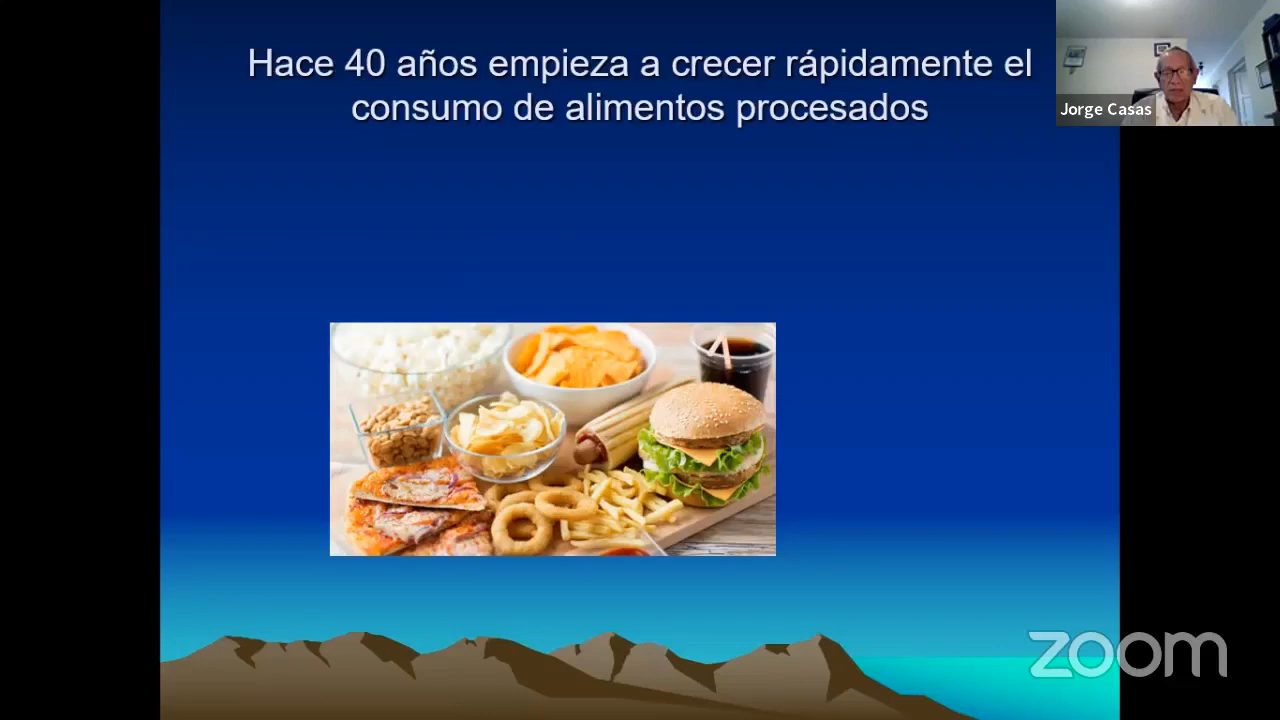 Hace 40 años empieza a crecer rápidamente el
consumo de alimentos procesados
Jorge Casas
zoom